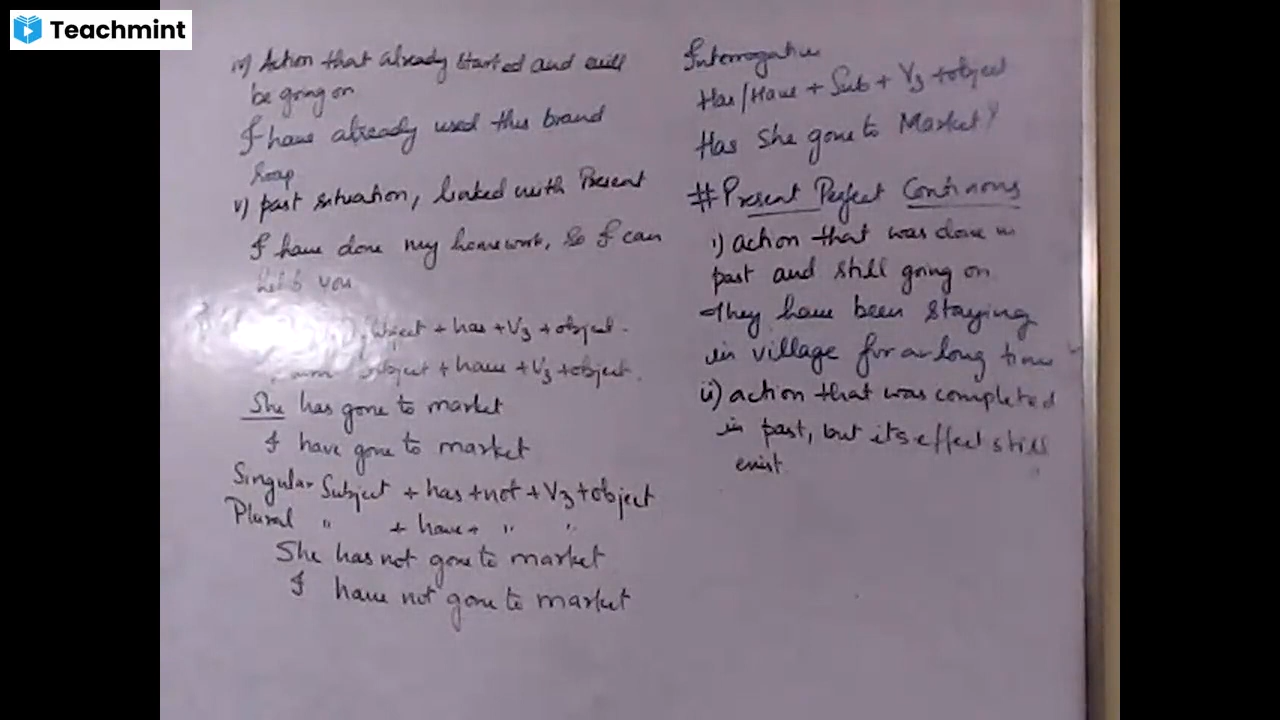 Teachmint
iv) Action that already started and will
be going on
I have already used this brand
soap
v) past situation, linked with Present
I have done my homework, So I can
help you
Subject + has + V3 + object.
Subject + have + V3 + object.
She has gone to market
I have gone to market
Singular Subject + has + not + V3 + object
Plural " + have + " "
She has not gone to market
I have not gone to market
Interrogative
Has/Have + Sub + V3 + object
Has She gone to Market?
# Present Perfect Continous
i) action that was done in
past and still going on
They have been staying
in village for a long time
ii) action that was completed
in past, but its effect still
exist